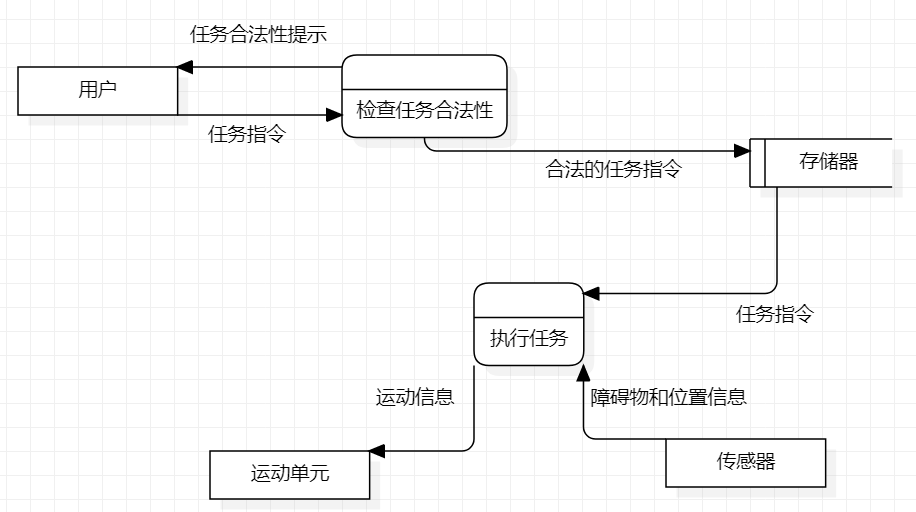 任务合法性提示
用户
检查任务合法性
任务指令
合法的任务指令
存储器
任务指令
执行任务
运动信息
障碍物和位置信息
运动单元
传感器